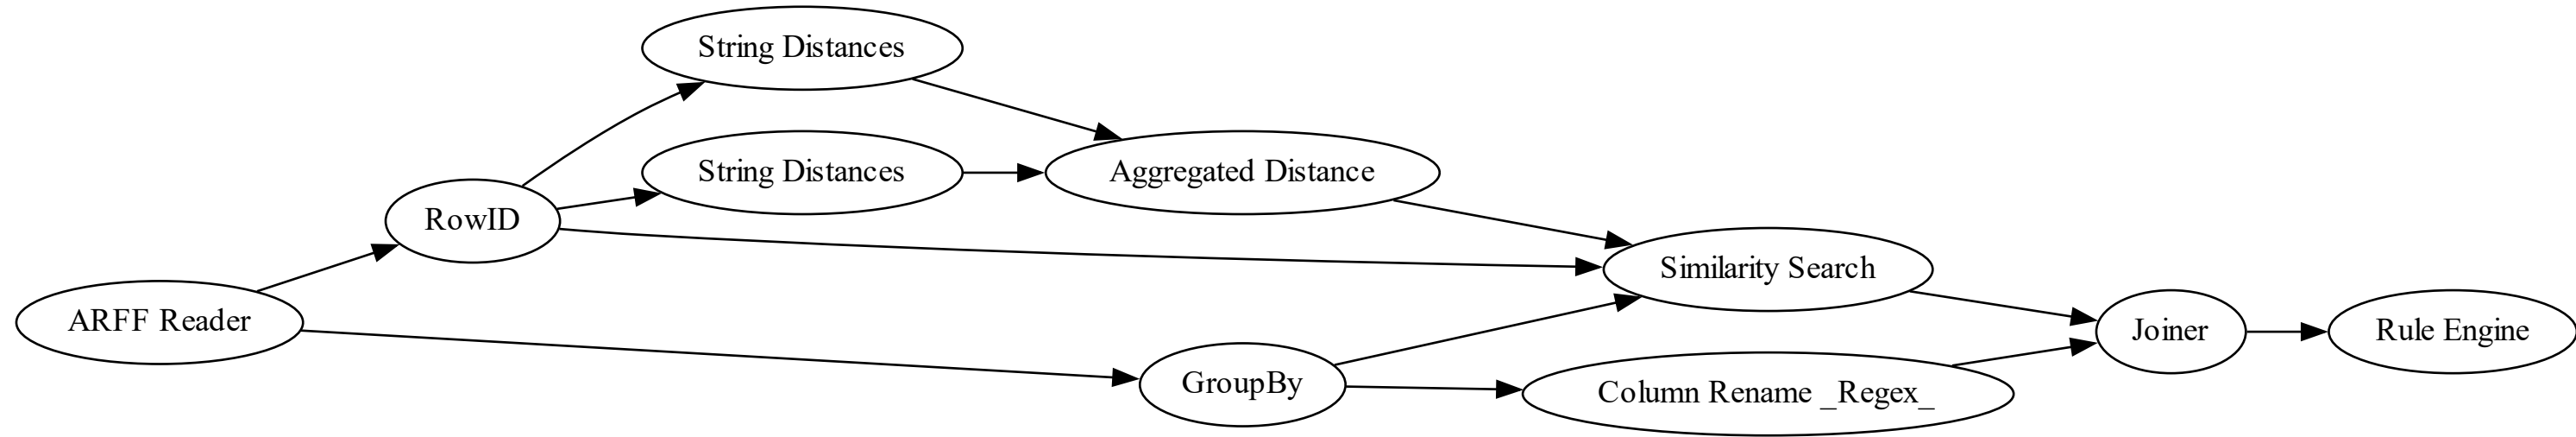 String Distances
String Distances
Aggregated Distance
RowID
Similarity Search
ARFF Reader
Joiner
Rule Engine
GroupBy
Column Rename _Regex_